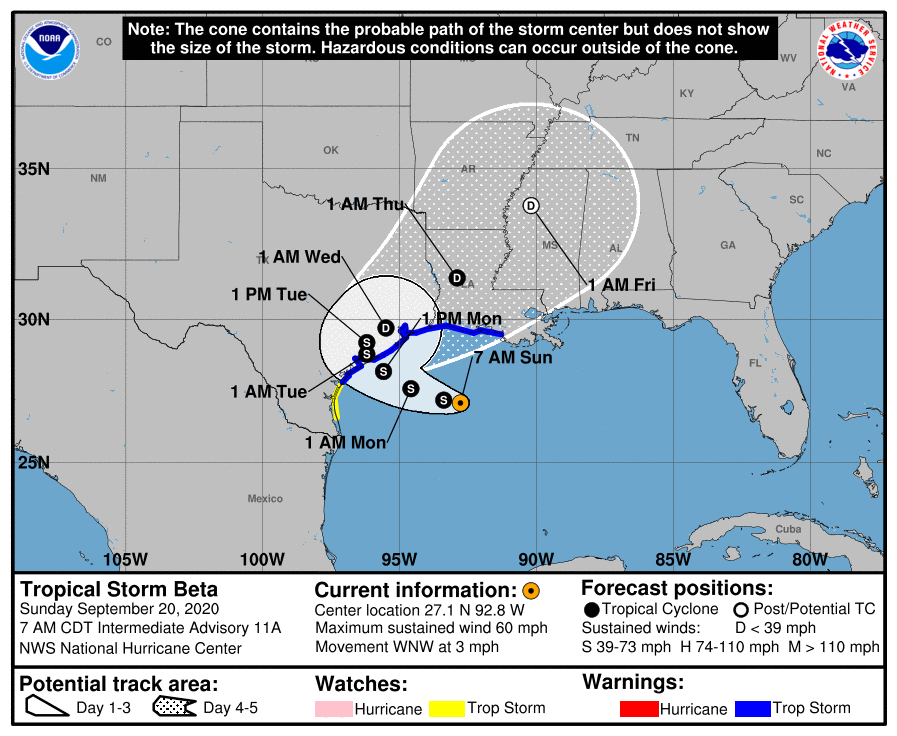 Note: The cone contains the probable path of the storm center but does not show
the size of the storm. Hazardous conditions can occur outside of the cone.
NOAA
NATIONAL WEATHER SERVICE
CO
WV
VA
KY
OK
TN
NC
35N
NM
AR
SC
1 AM Thu
D
D
MS
AL
GA
1 AM Wed
TX
LA
1 AM Fri
1 PM Tue
30N
D
1 PM Mon
S
S
S
7 AM Sun
FL
1 AM Tue
S
S
1 AM Mon
25N
Mexico
Cuba
105W
100W
95W
90W
85W
80W
Tropical Storm Beta
Sunday September 20, 2020
7 AM CDT Intermediate Advisory 11A
NWS National Hurricane Center
Current information:
Center location 27.1 N 92.8 W
Maximum sustained wind 60 mph
Movement WNW at 3 mph
Forecast positions:
Tropical Cyclone
Post/Potential TC
Sustained winds:
D < 39 mph
S 39-73 mph H 74-110 mph M > 110 mph
Potential track area:
Day 1-3
Day 4-5
Watches:
Hurricane
Trop Storm
Warnings:
Hurricane
Trop Storm